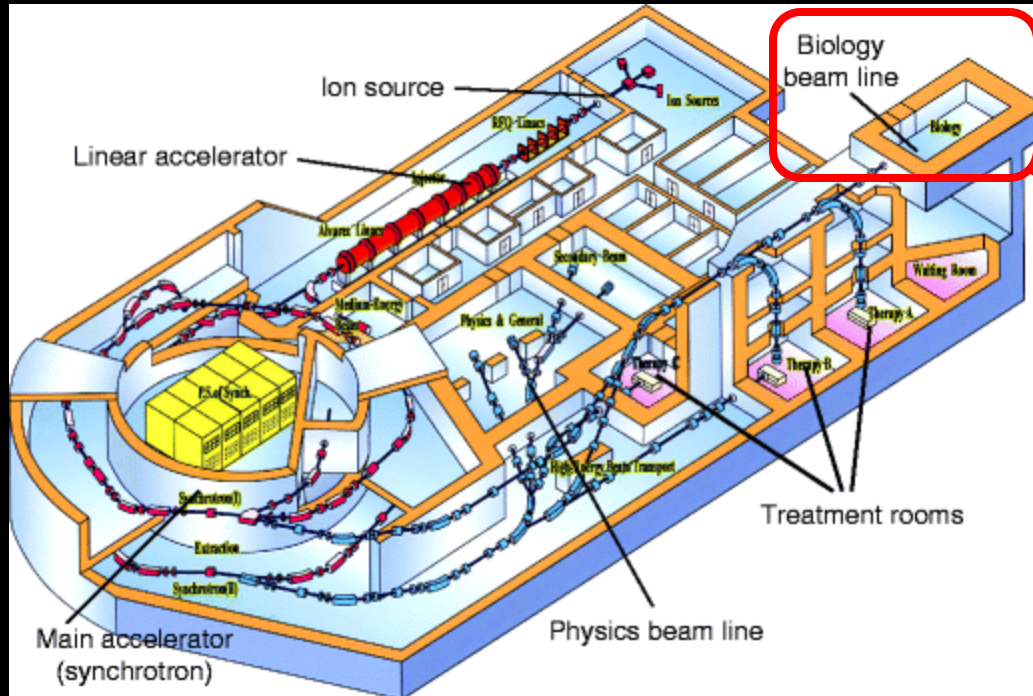 Biology
beam line
Ion source
Ion Sources
RFQ Linacs
Biology
Linear accelerator
Injector
Alvarez Linacs
Secondary Beam
Waiting Room
Medium-Energy
Beam
Physics & General
Therapy-A
Therapy-C
Therapy-B
P.S.of Synch.
High-Energy Beam Transport
Synchrotron(I)
Treatment rooms
Extraction
Synchrotron(II)
Physics beam line
Main accelerator
(synchrotron)